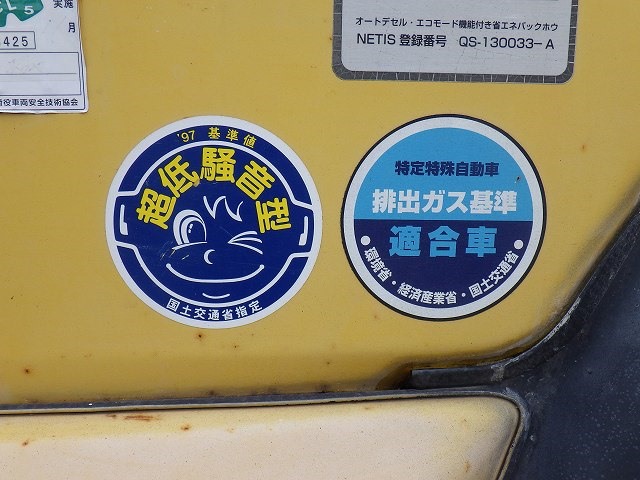 実施
5
月
425
役車両安全技術協会
オートデセル・エコモード機能付き省エネバックホウ
NETIS 登録番号 QS-130033-A
'97 基準値
超低騒音型
国土交通省指定
特定特殊自動車
排出ガス基準
適合車
●環境省・経済産業省・国土交通省●